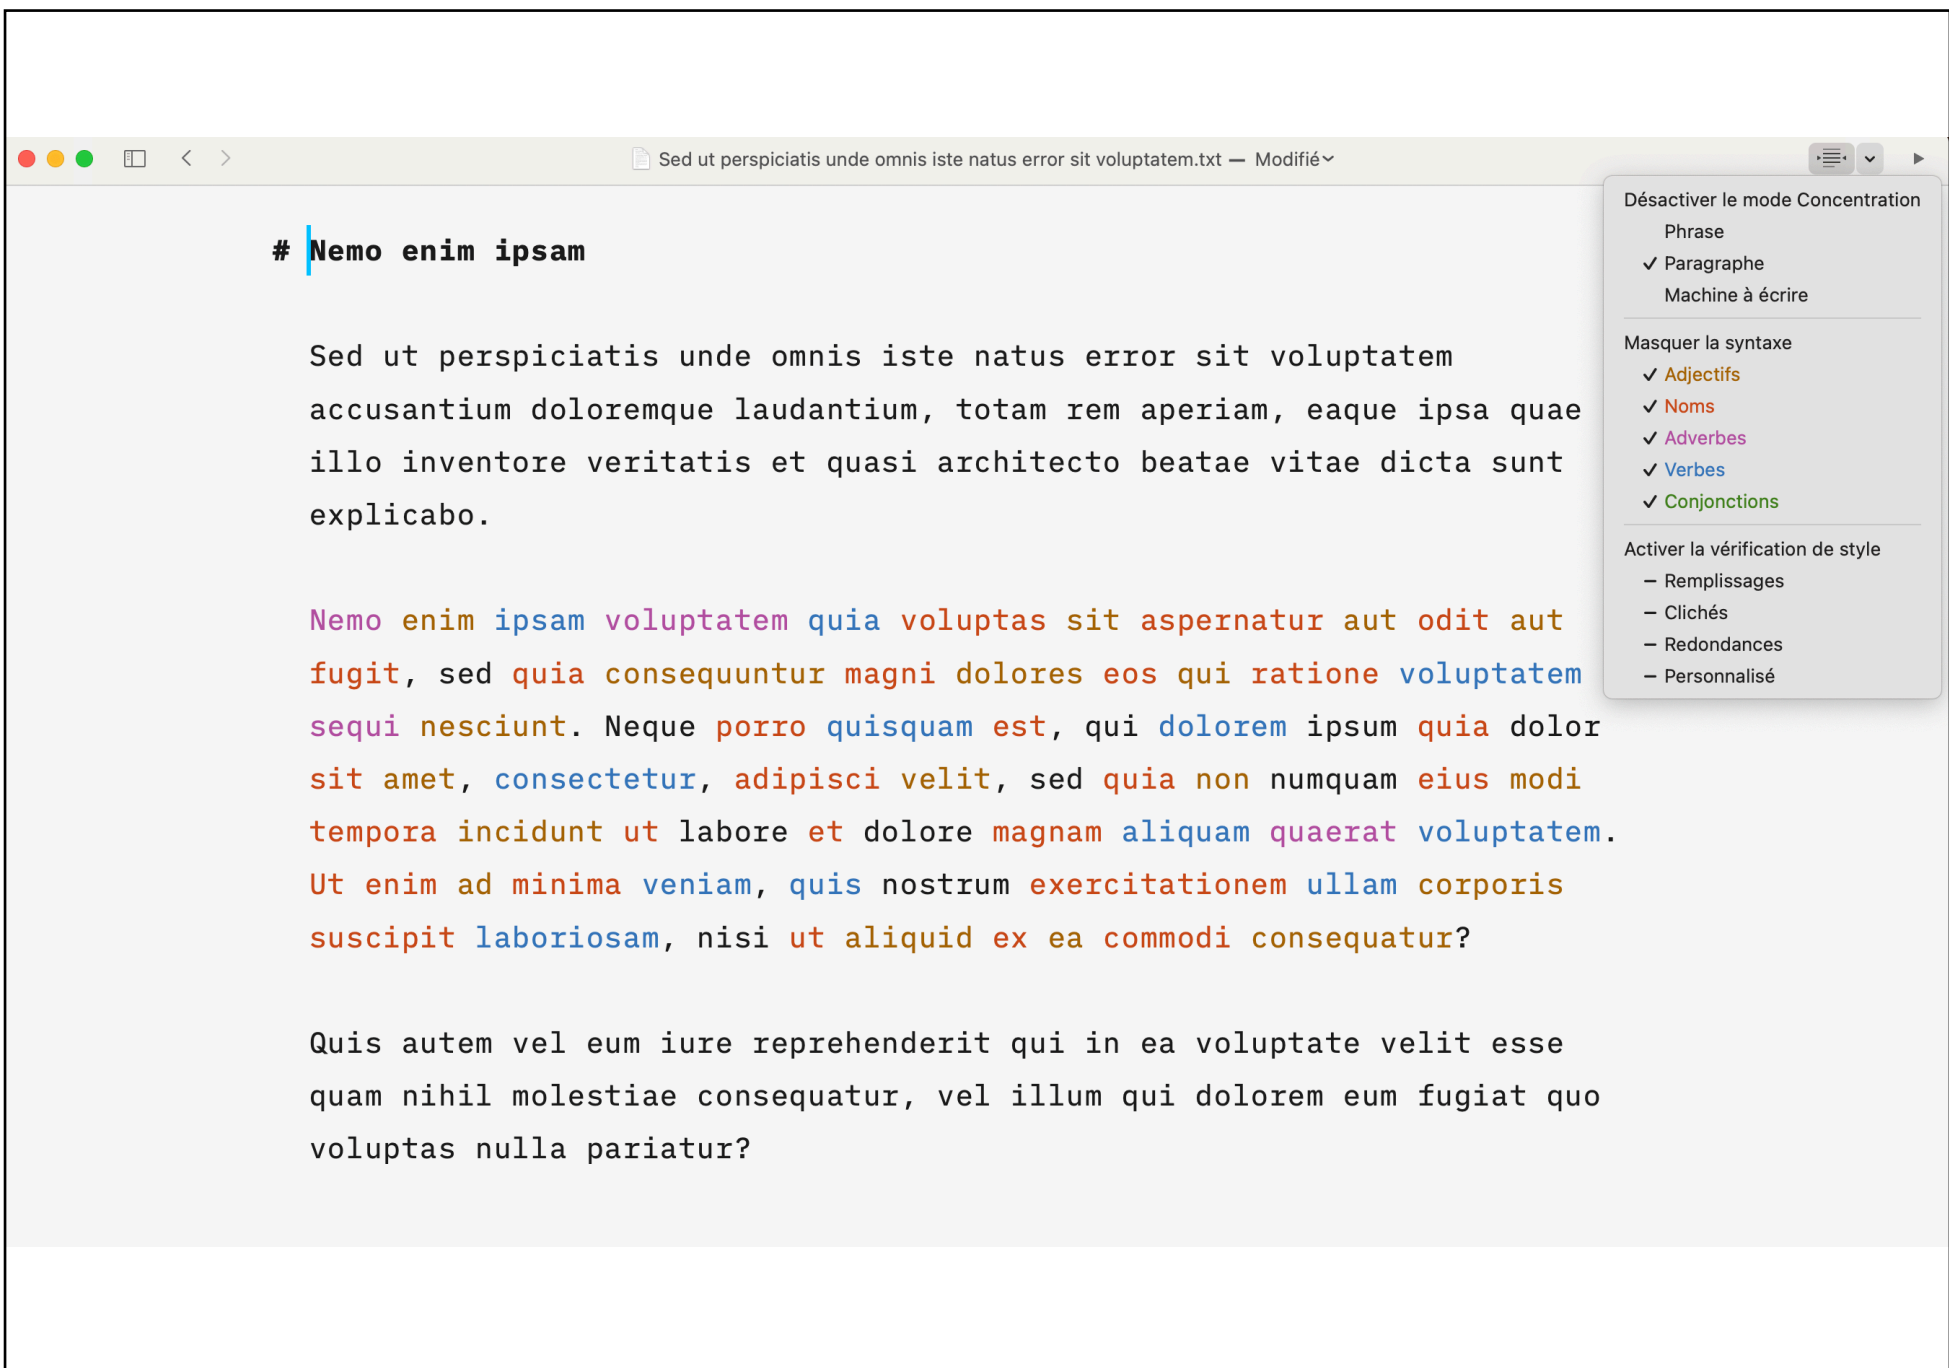 Sed ut perspiciatis unde omnis iste natus error sit voluptatem.txt — Modifié
# Nemo enim ipsam
Sed ut perspiciatis unde omnis iste natus error sit voluptatem
accusantium doloremque laudantium, totam rem aperiam, eaque ipsa quae
illo inventore veritatis et quasi architecto beatae vitae dicta sunt
explicabo.
Nemo enim ipsam voluptatem quia voluptas sit aspernatur aut odit aut
fugit, sed quia consequuntur magni dolores eos qui ratione voluptatem
sequi nesciunt. Neque porro quisquam est, qui dolorem ipsum quia dolor
sit amet, consectetur, adipisci velit, sed quia non numquam eius modi
tempora incidunt ut labore et dolore magnam aliquam quaerat voluptatem.
Ut enim ad minima veniam, quis nostrum exercitationem ullam corporis
suscipit laboriosam, nisi ut aliquid ex ea commodi consequatur?
Quis autem vel eum iure reprehenderit qui in ea voluptate velit esse
quam nihil molestiae consequatur, vel illum qui dolorem eum fugiat quo
voluptas nulla pariatur?
Désactiver le mode Concentration
Phrase
✓ Paragraphe
Machine à écrire
Masquer la syntaxe
✓ Adjectifs
✓ Noms
✓ Adverbes
✓ Verbes
✓ Conjonctions
Activer la vérification de style
– Remplissages
– Clichés
– Redondances
– Personnalisé